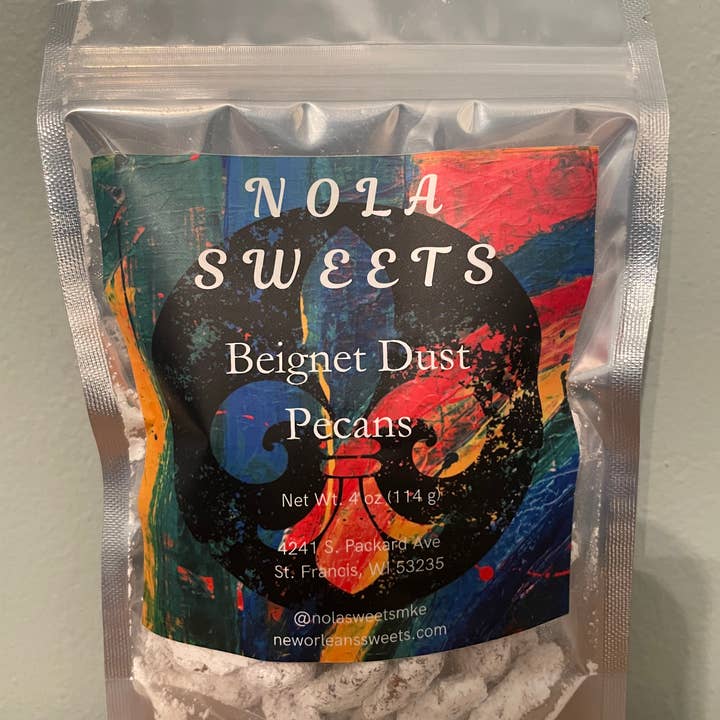 NOLA
SWEETS
Beignet Dust
Pecans
Net Wt. 4 oz (114 g)
4241 S. Packard Ave
St. Francis, WI 53235
@nolasweetsmke
neworleanssweets.com